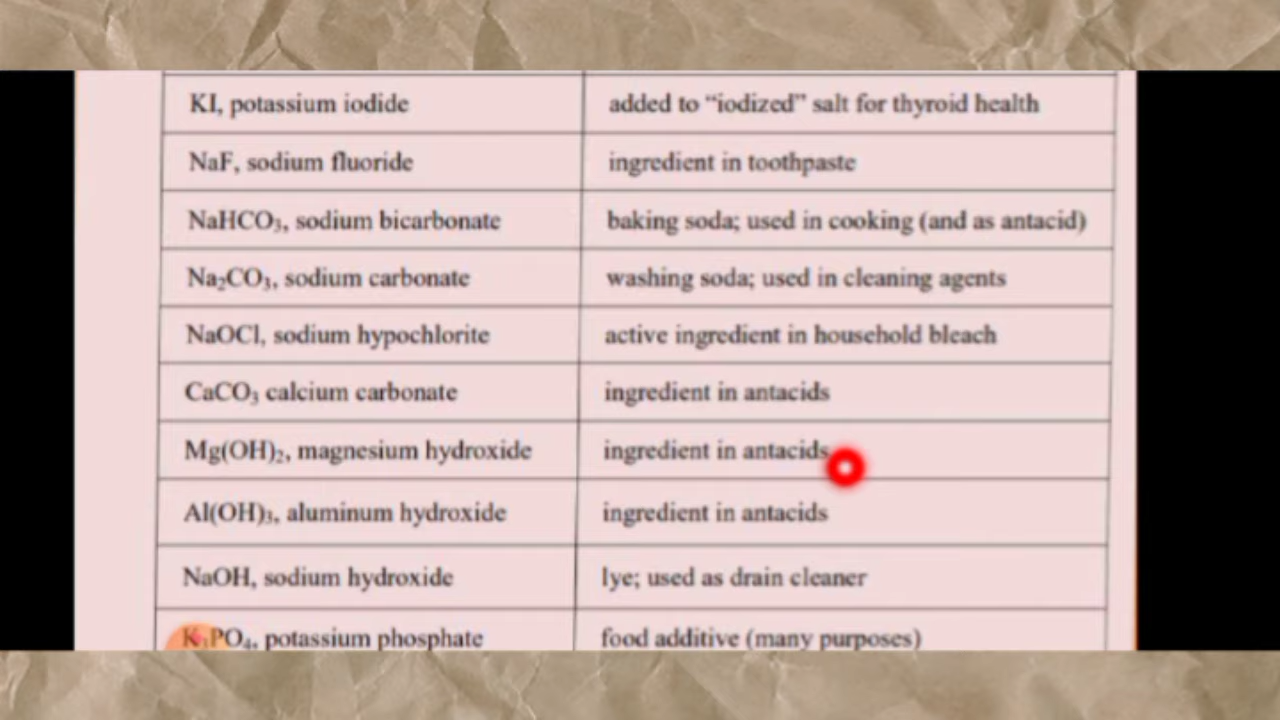 KI, potassium iodide added to “iodized” salt for thyroid health
NaF, sodium fluoride ingredient in toothpaste
NaHCO₃, sodium bicarbonate baking soda; used in cooking (and as antacid)
Na₂CO₃, sodium carbonate washing soda; used in cleaning agents
NaOCl, sodium hypochlorite active ingredient in household bleach
CaCO₃ calcium carbonate ingredient in antacids
Mg(OH)₂, magnesium hydroxide ingredient in antacids
Al(OH)₃, aluminum hydroxide ingredient in antacids
NaOH, sodium hydroxide lye; used as drain cleaner
K₃PO₄, potassium phosphate food additive (many purposes)